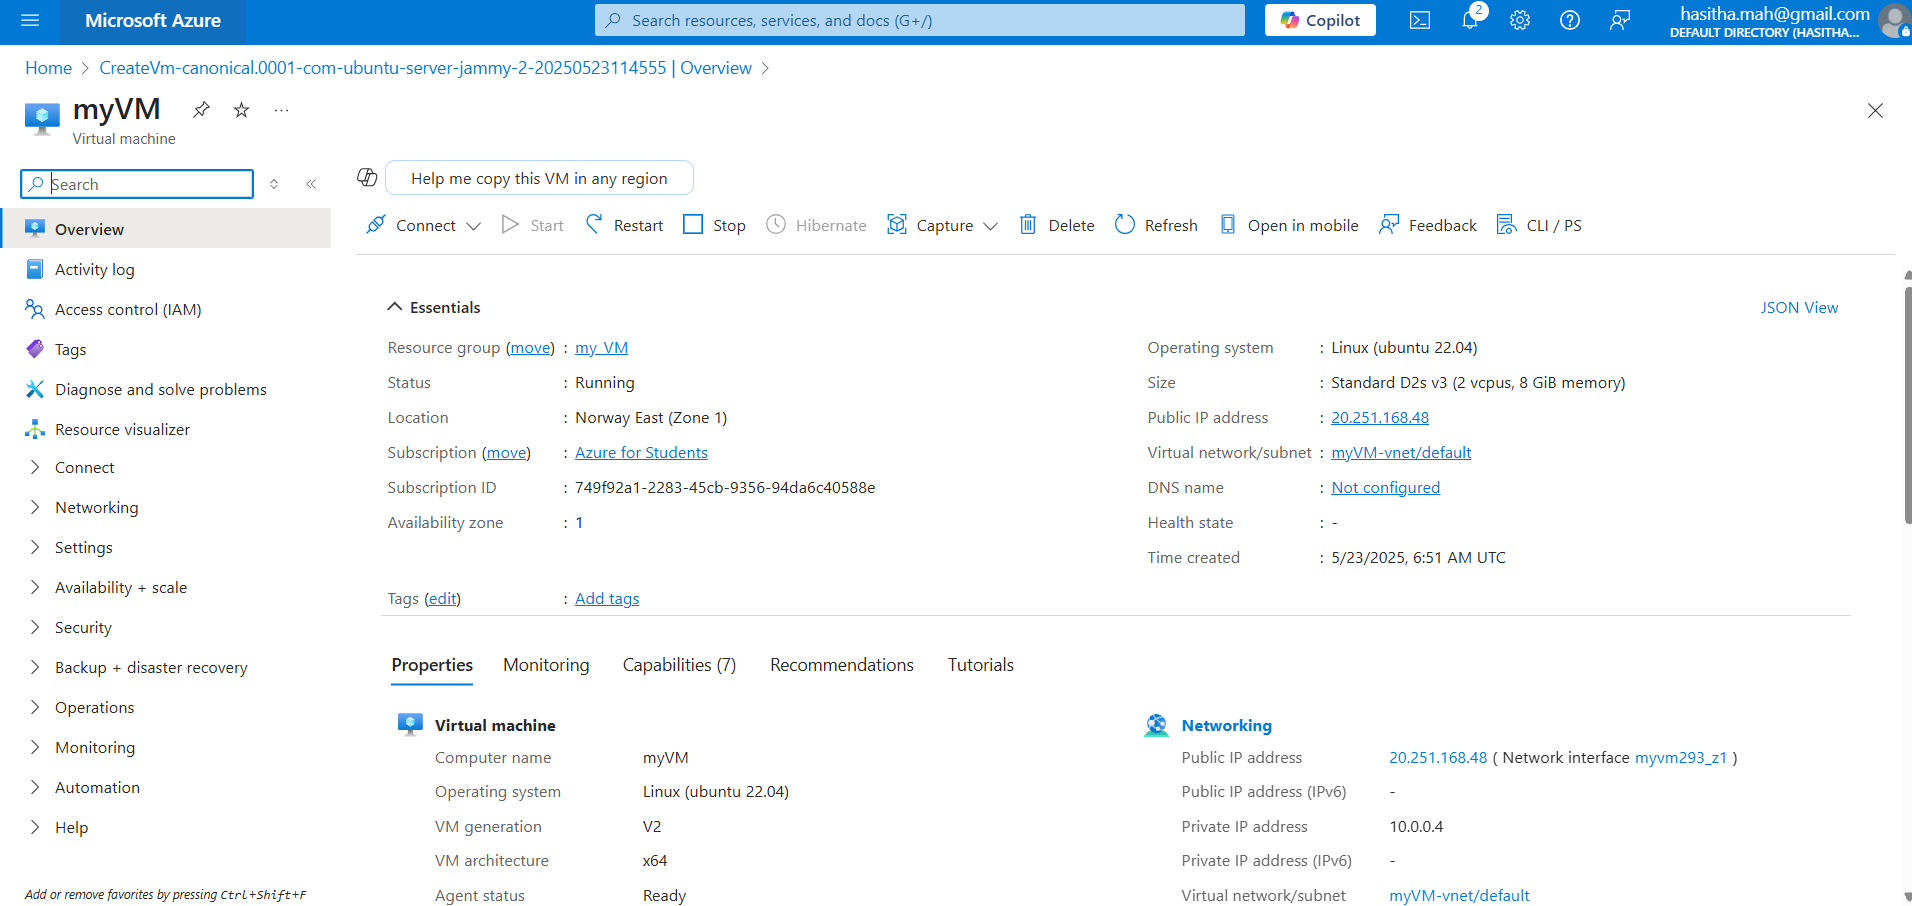 Microsoft Azure
Search resources, services, and docs (G+/)
Copilot
2
hasitha.mah@gmail.com
DEFAULT DIRECTORY (HASITHA...
Home > CreateVm-canonical.0001-com-ubuntu-server-jammy-2-20250523114555 | Overview >
myVM
Virtual machine
Search
Overview
Activity log
Access control (IAM)
Tags
Diagnose and solve problems
Resource visualizer
Connect
Networking
Settings
Availability + scale
Security
Backup + disaster recovery
Operations
Monitoring
Automation
Help
Add or remove favorites by pressing Ctrl+Shift+F
Help me copy this VM in any region
Connect Start Restart Stop Hibernate Capture Delete Refresh Open in mobile Feedback CLI / PS
Essentials
JSON View
Resource group (move) : my_VM
Status : Running
Location : Norway East (Zone 1)
Subscription (move) : Azure for Students
Subscription ID : 749f92a1-2283-45cb-9356-94da6c40588e
Availability zone : 1
Operating system : Linux (ubuntu 22.04)
Size : Standard D2s v3 (2 vcpus, 8 GiB memory)
Public IP address : 20.251.168.48
Virtual network/subnet : myVM-vnet/default
DNS name : Not configured
Health state : -
Time created : 5/23/2025, 6:51 AM UTC
Tags (edit) : Add tags
Properties Monitoring Capabilities (7) Recommendations Tutorials
Virtual machine
Computer name myVM
Operating system Linux (ubuntu 22.04)
VM generation V2
VM architecture x64
Agent status Ready
Networking
Public IP address 20.251.168.48 ( Network interface myvm293_z1 )
Public IP address (IPv6) -
Private IP address 10.0.0.4
Private IP address (IPv6) -
Virtual network/subnet myVM-vnet/default